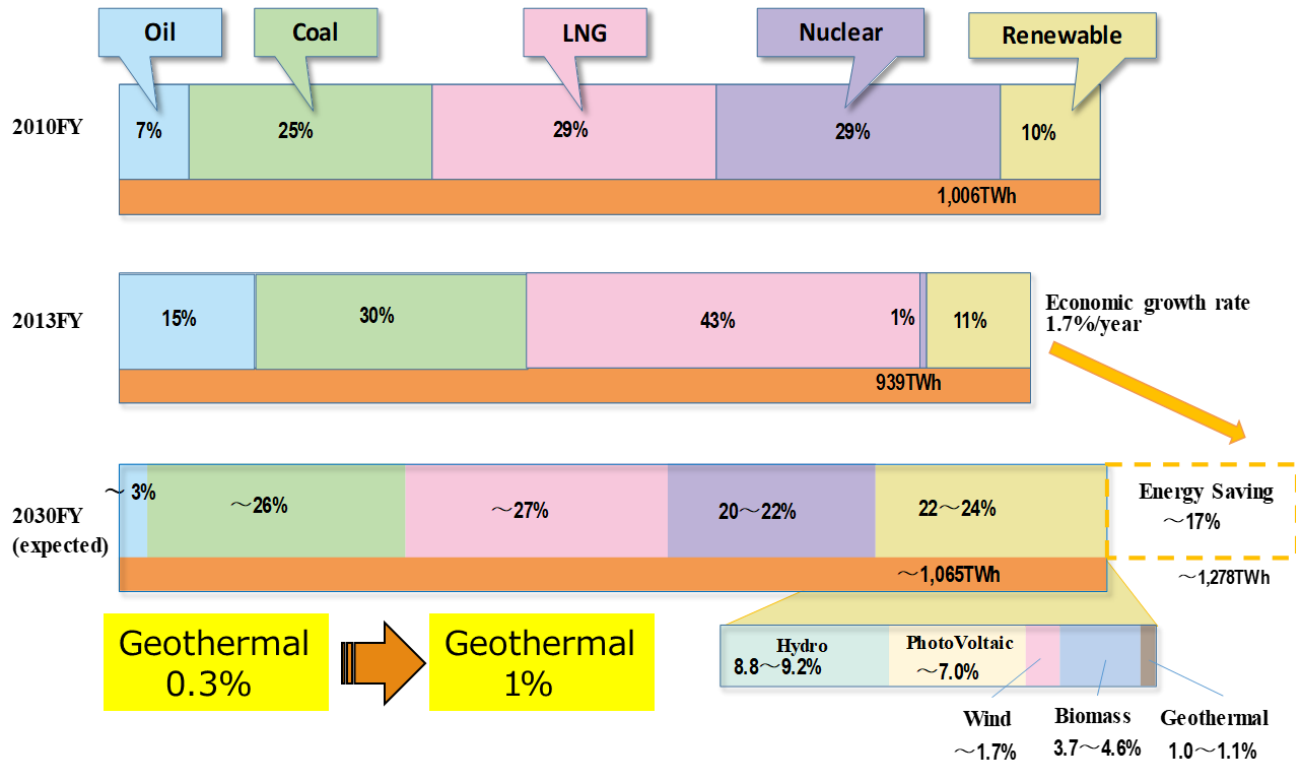 Oil
Coal
LNG
Nuclear
Renewable
2010FY
7%
25%
29%
29%
10%
1,006TWh
2013FY
15%
30%
43%
1%
11%
939TWh
Economic growth rate
1.7%/year
2030FY
(expected)
～3%
～26%
～27%
20～22%
22～24%
～1,065TWh
Energy Saving
～17%
～1,278TWh
Geothermal
0.3%
Geothermal
1%
Hydro
8.8～9.2%
PhotoVoltaic
～7.0%
Wind
～1.7%
Biomass
3.7～4.6%
Geothermal
1.0～1.1%